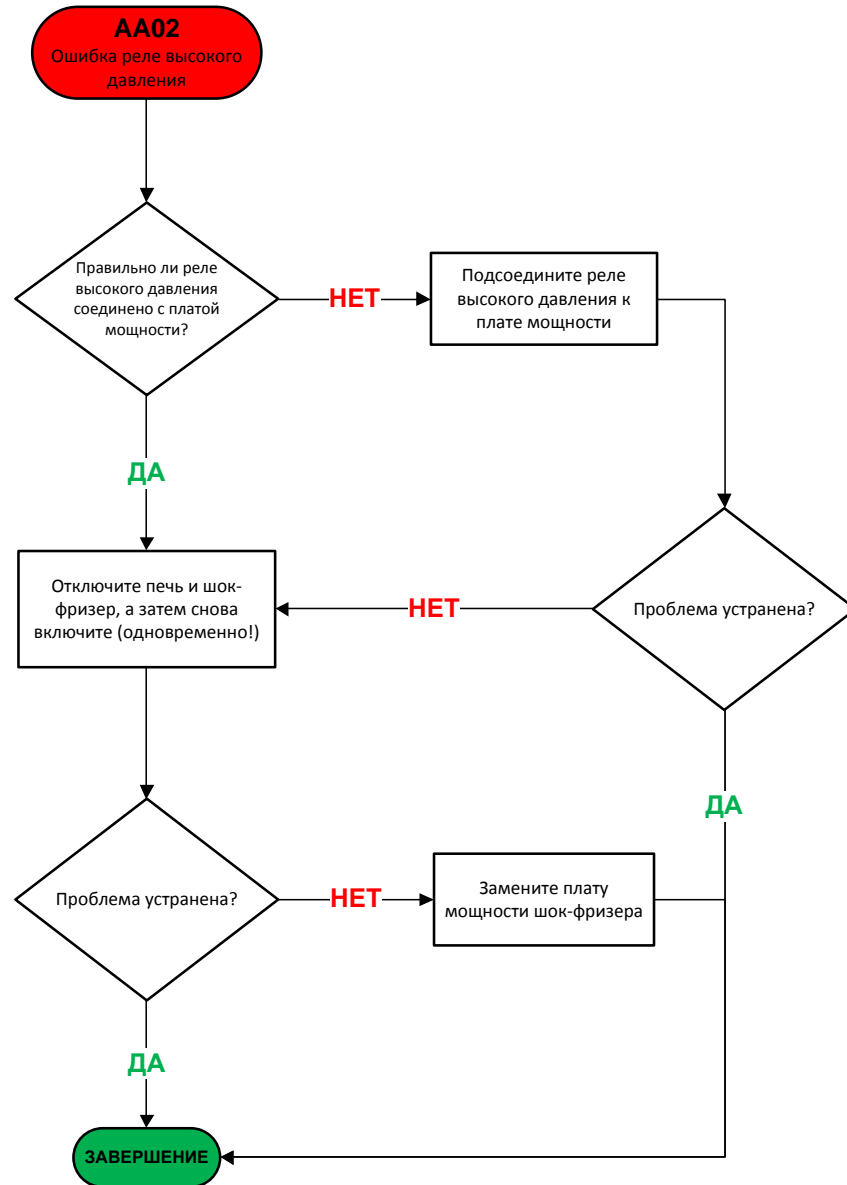 AA02
Ошибка реле высокого
давления
Правильно ли реле
высокого давления
соединено с платой
мощности?
НЕТ
Подсоедините реле
высокого давления к
плате мощности
ДА
Отключите печь и шок-
фризер, а затем снова
включите (одновременно!)
НЕТ
Проблема устранена?
ДА
Проблема устранена?
НЕТ
Замените плату
мощности шок-фризера
ДА
ЗАВЕРШЕНИЕ